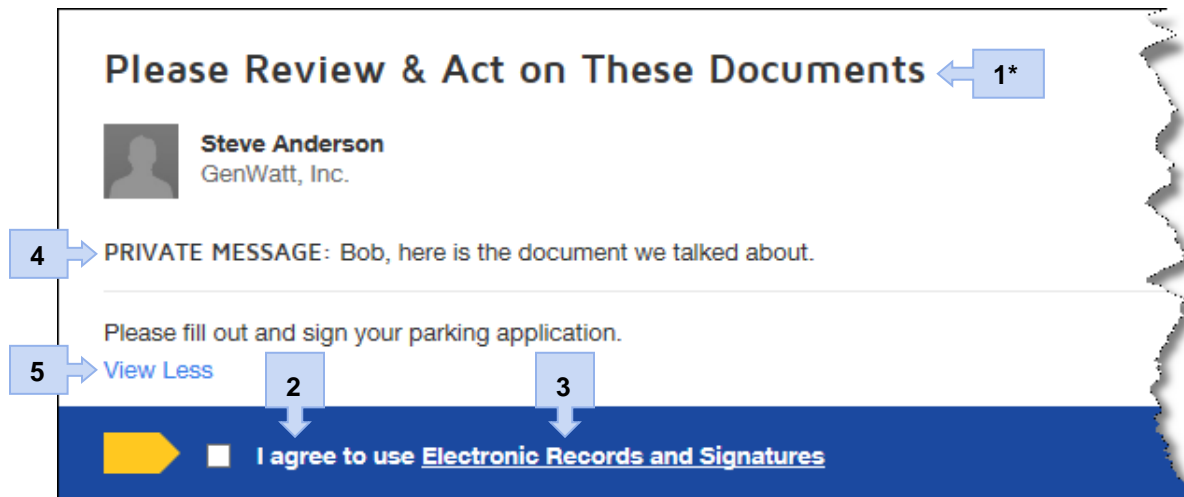 Please Review & Act on These Documents
1*
Steve Anderson
GenWatt, Inc.
4
PRIVATE MESSAGE: Bob, here is the document we talked about.
Please fill out and sign your parking application.
5
View Less
2
3
I agree to use Electronic Records and Signatures